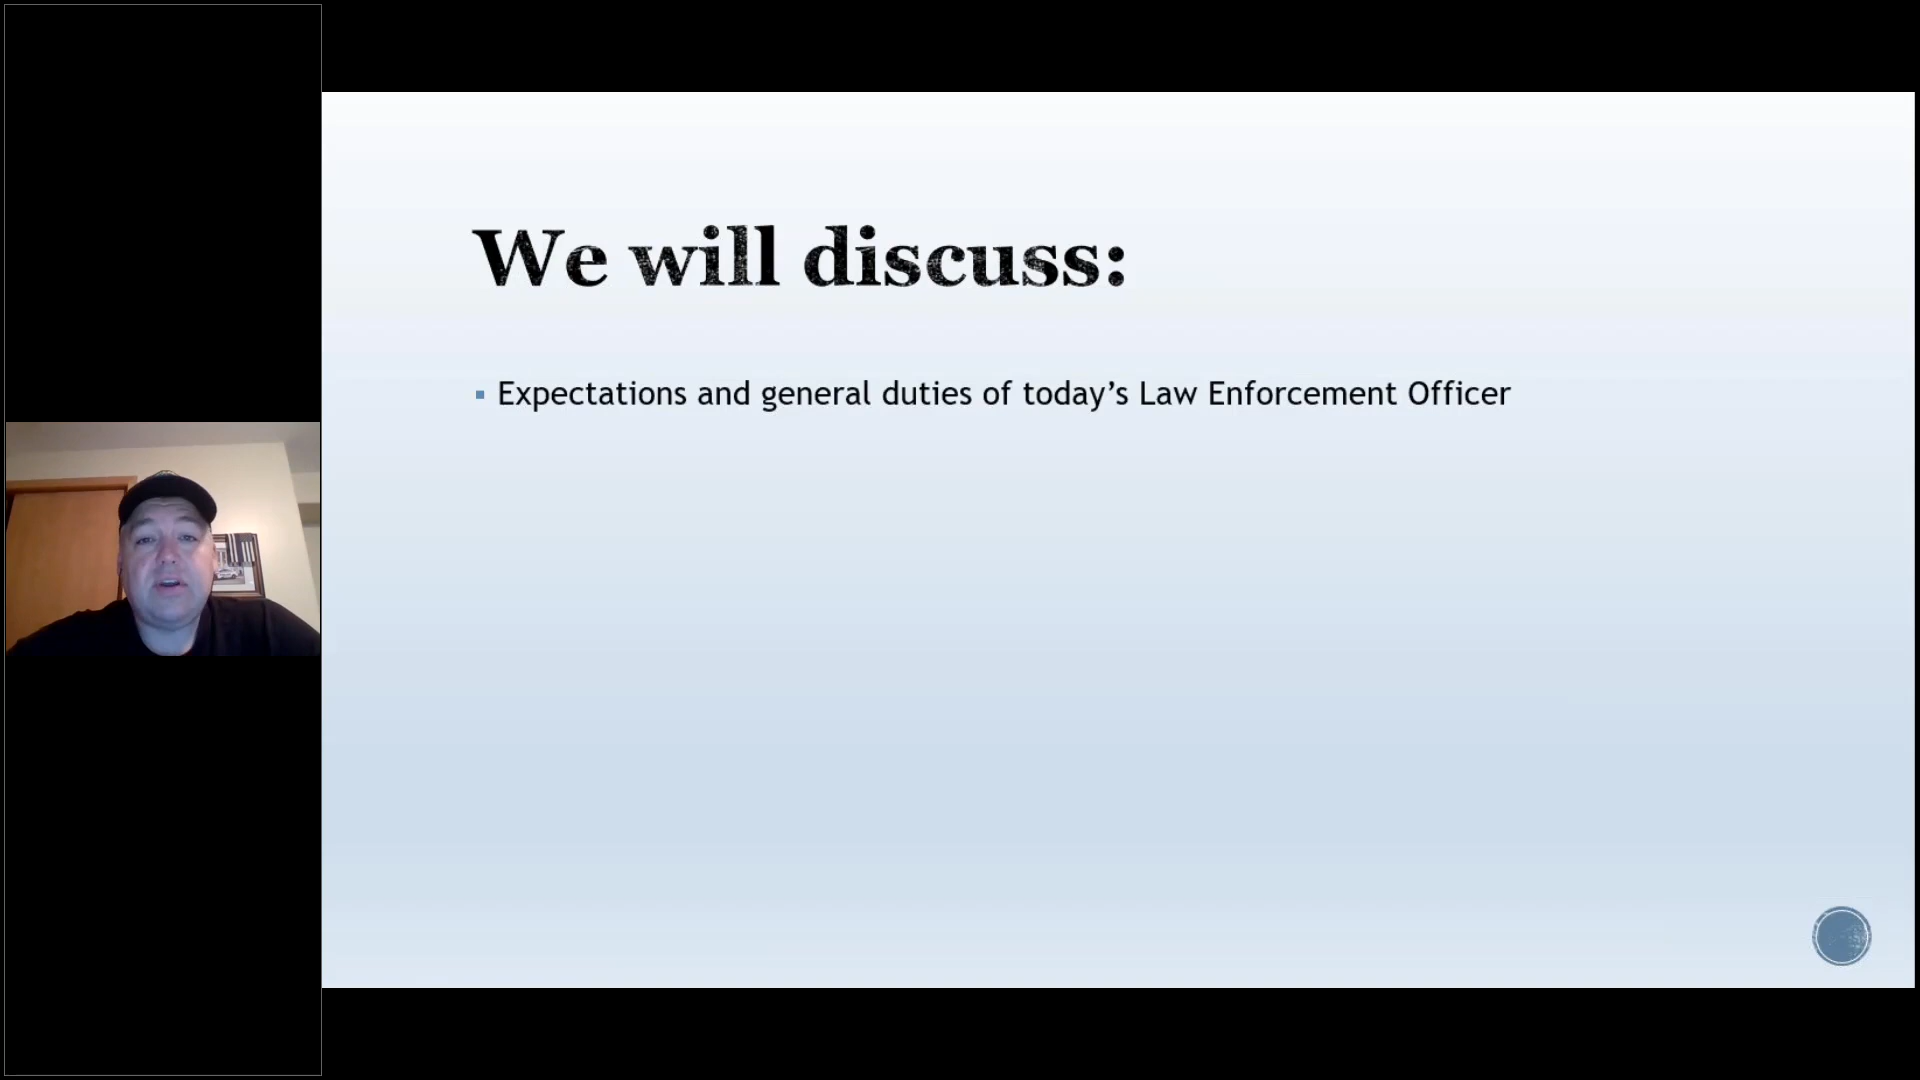 We will discuss:
Expectations and general duties of today’s Law Enforcement Officer